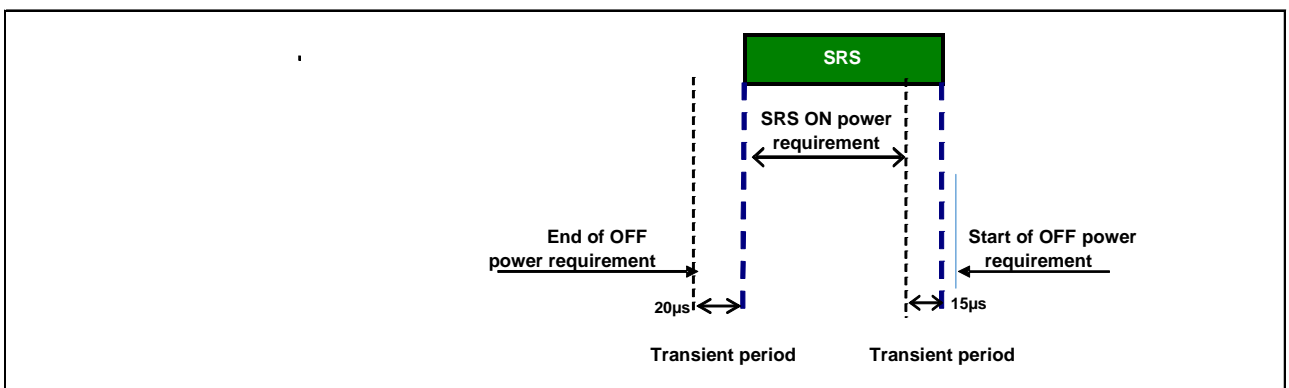 SRS
SRS ON power
requirement
End of OFF
power requirement
Start of OFF power
requirement
20µs
15µs
Transient period
Transient period